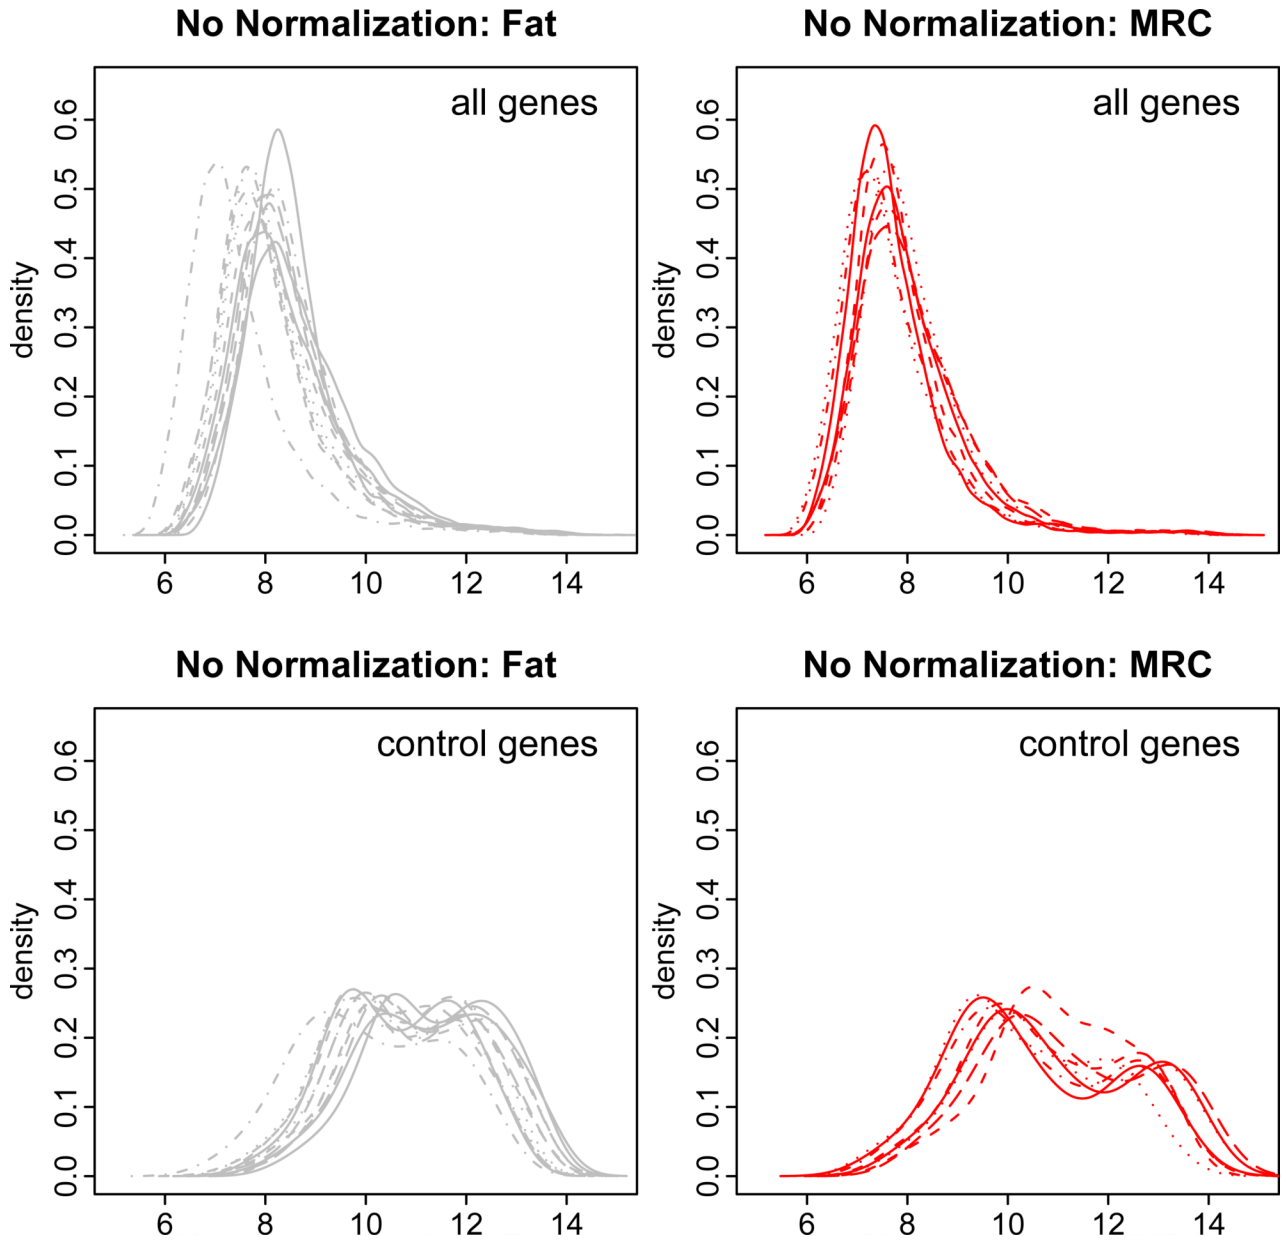 No Normalization: Fat
No Normalization: MRC
all genes
all genes
density
0.0 0.1 0.2 0.3 0.4 0.5 0.6
6 8 10 12 14
density
0.0 0.1 0.2 0.3 0.4 0.5 0.6
6 8 10 12 14
No Normalization: Fat
No Normalization: MRC
control genes
control genes
density
0.0 0.1 0.2 0.3 0.4 0.5 0.6
6 8 10 12 14
density
0.0 0.1 0.2 0.3 0.4 0.5 0.6
6 8 10 12 14